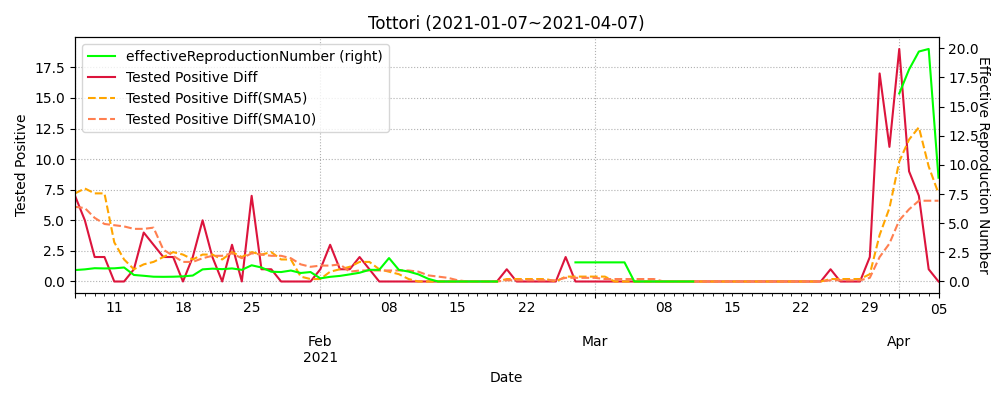 Tottori (2021-01-07~2021-04-07)
effectiveReproductionNumber (right)
Tested Positive Diff
Tested Positive Diff(SMA5)
Tested Positive Diff(SMA10)
Tested Positive
17.5
15.0
12.5
10.0
7.5
5.0
2.5
0.0
20.0
17.5
15.0
12.5
10.0
7.5
5.0
2.5
0.0
Effective Reproduction Number
11 18 25 08 15 22 08 15 22 29 05
Feb Mar Apr
2021
Date